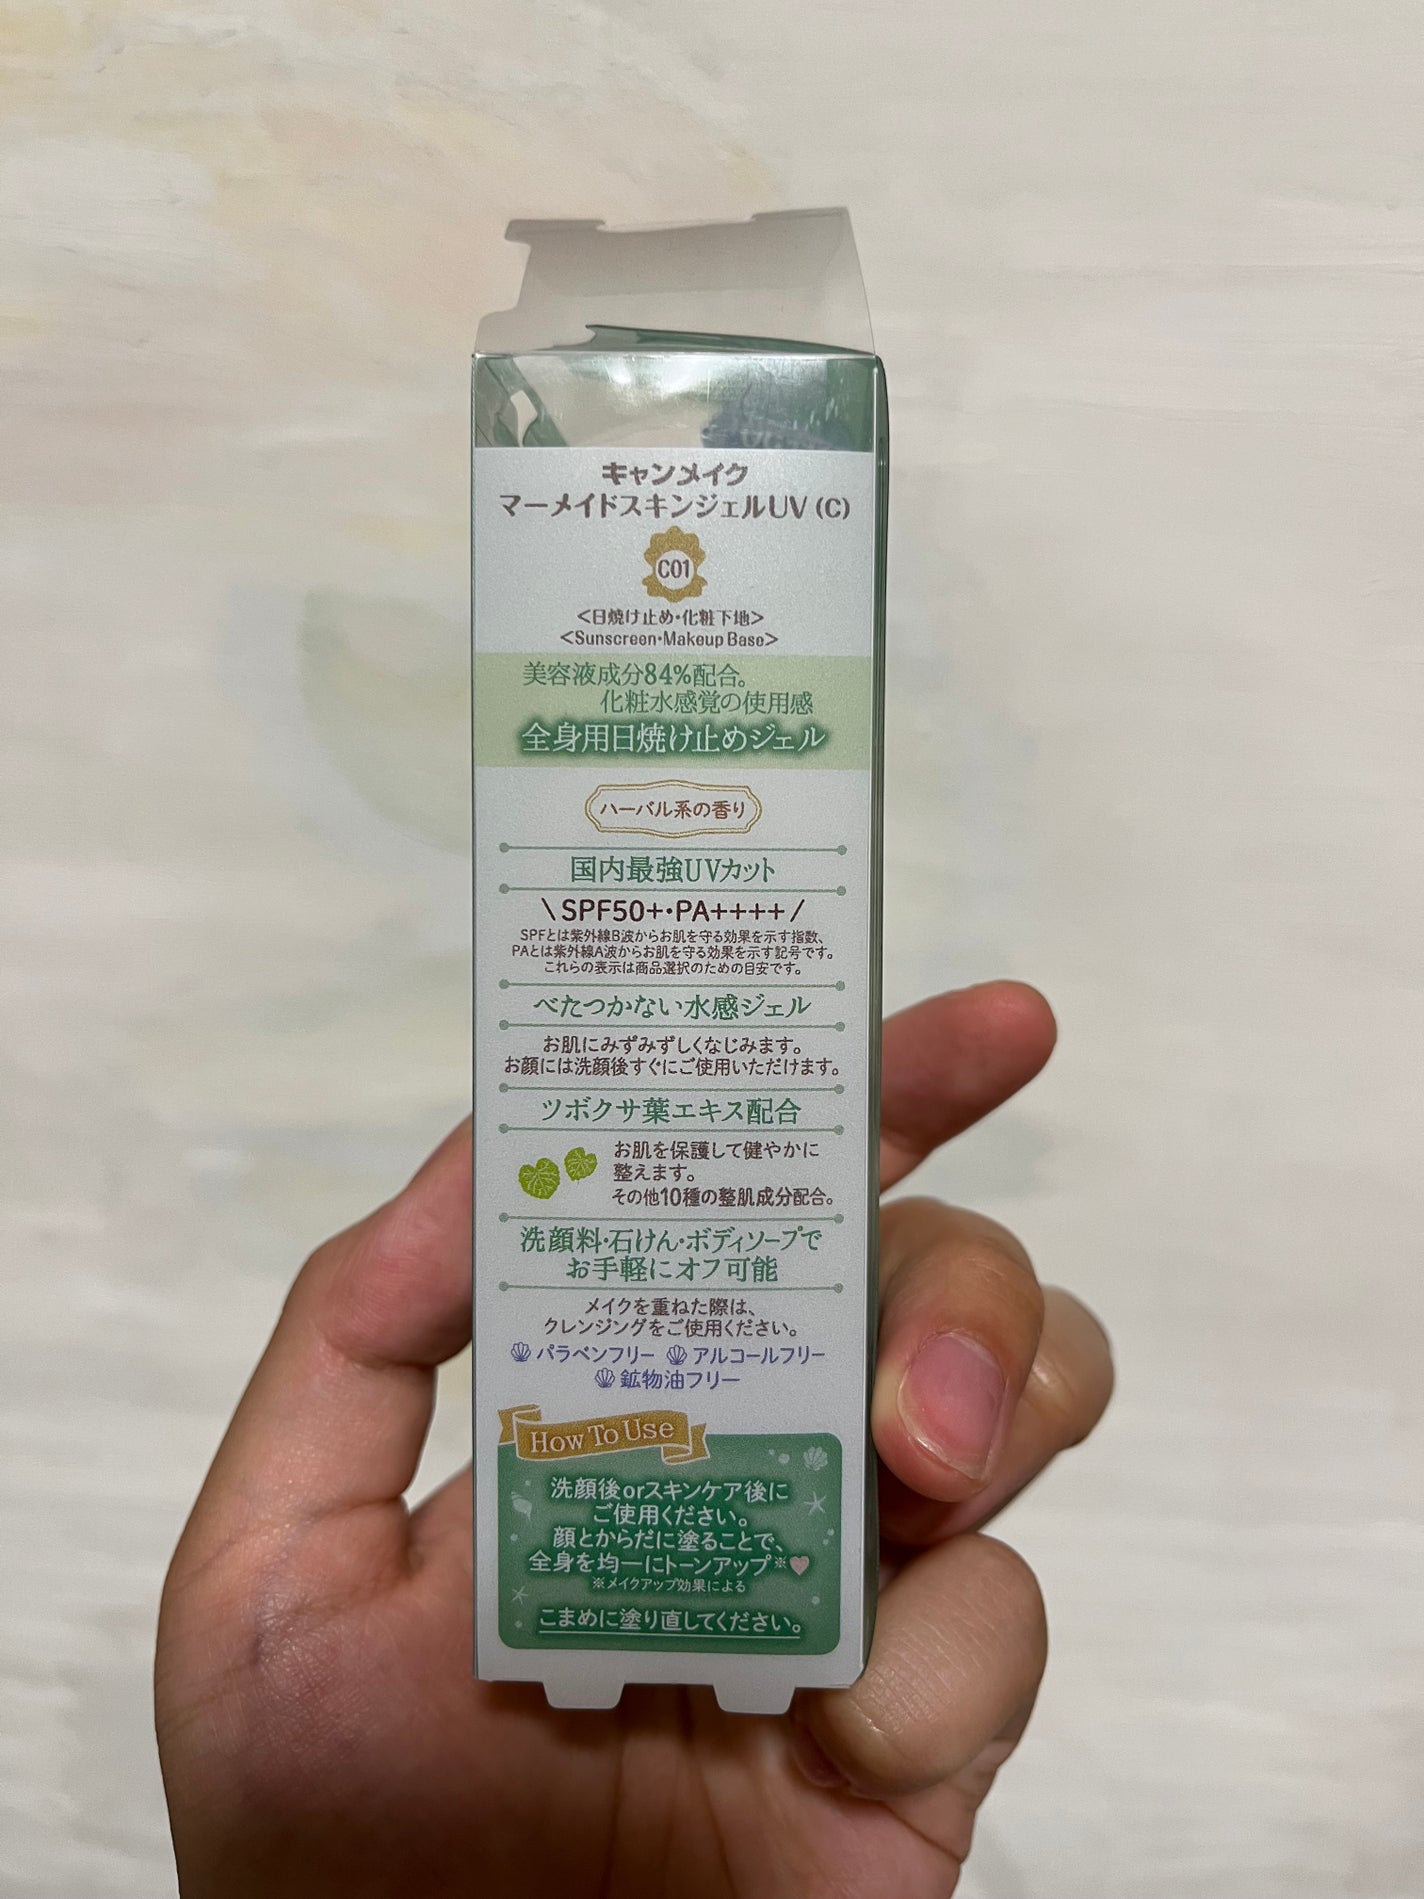 キャンメイク
マーメイドスキンジェルUV (C)
C01
<日焼け止め・化粧下地>
<Sunscreen・Makeup Base>
美容液成分84%配合。
化粧水感覚の使用感
全身用日焼け止めジェル
ハーバル系の香り
国内最強UVカット
\ SPF50+・PA++++ /
SPFとは紫外線B波からお肌を守る効果を示す指数、
PAとは紫外線A波からお肌を守る効果を示す記号です。
これらの表示は商品選択のための目安です。
べたつかない水感ジェル
お肌にみずみずしくなじみます。
お顔には洗顔後すぐにご使用いただけます。
ツボクサ葉エキス配合
お肌を保護して健やかに
整えます。
その他10種の整肌成分配合。
洗顔料・石けん・ボディソープで
お手軽にオフ可能
メイクを重ねた際は、
クレンジングをご使用ください。
パラベンフリー アルコールフリー
鉱物油フリー
How To Use
洗顔後orスキンケア後に
ご使用ください。
顔とからだに塗ることで、
全身を均一にトーンアップ※♥
※メイクアップ効果による
こまめに塗り直してください。